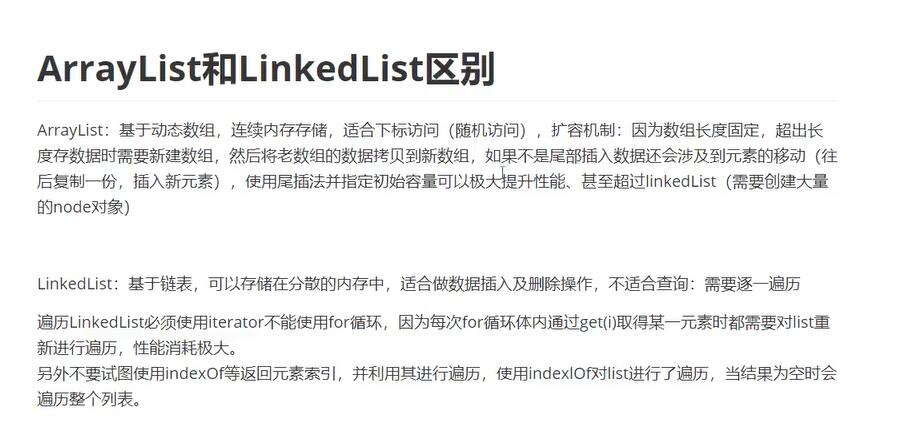 ArrayList和LinkedList区别
ArrayList：基于动态数组，连续内存存储，适合下标访问（随机访问），扩容机制：因为数组长度固定，超出长
度存数据时需要新建数组，然后将老数组的数据拷贝到新数组，如果不是尾部插入数据还会涉及到元素的移动（往
后复制一份，插入新元素），使用尾插法并指定初始容量可以极大提升性能、甚至超过linkedList（需要创建大量
的node对象）
LinkedList：基于链表，可以存储在分散的内存中，适合做数据插入及删除操作，不适合查询：需要逐一遍历
遍历LinkedList必须使用iterator不能使用for循环，因为每次for循环体内通过get(i)取得某一元素时都需要对list重
新进行遍历，性能消耗极大。
另外不要试图使用indexOf等返回元素索引，并利用其进行遍历，使用indexlOf对list进行了遍历，当结果为空时会
遍历整个列表。